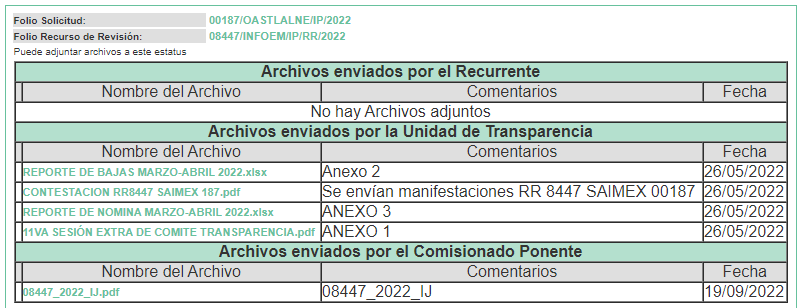 Folio Solicitud: 00187/OASTLALNE/IP/2022
Folio Recurso de Revisión: 08447/INFOEM/IP/RR/2022
Puede adjuntar archivos a este estatus
Archivos enviados por el Recurrente
Nombre del Archivo Comentarios Fecha
No hay Archivos adjuntos
Archivos enviados por la Unidad de Transparencia
Nombre del Archivo Comentarios Fecha
REPORTE DE BAJAS MARZO-ABRIL 2022.xlsx Anexo 2 26/05/2022
CONTESTACION RR8447 SAIMEX 187.pdf Se envían manifestaciones RR 8447 SAIMEX 00187 26/05/2022
REPORTE DE NOMINA MARZO-ABRIL 2022.xlsx ANEXO 3 26/05/2022
11VA SESIÓN EXTRA DE COMITE TRANSPARENCIA.pdf ANEXO 1 26/05/2022
Archivos enviados por el Comisionado Ponente
Nombre del Archivo Comentarios Fecha
08447_2022_IJ.pdf 08447_2022_IJ 19/09/2022